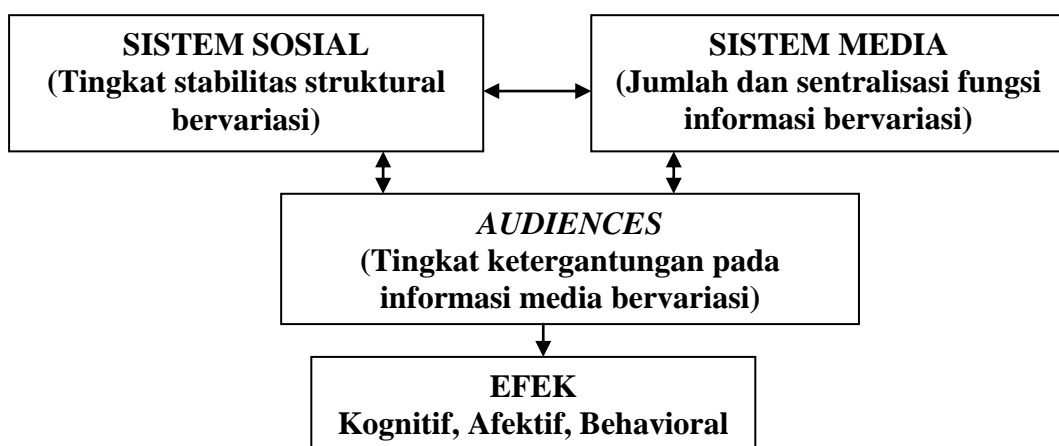 SISTEM SOSIAL
(Tingkat stabilitas struktural
bervariasi)
SISTEM MEDIA
(Jumlah dan sentralisasi fungsi
informasi bervariasi)
AUDIENCES
(Tingkat ketergantungan pada
informasi media bervariasi)
EFEK
Kognitif, Afektif, Behavioral